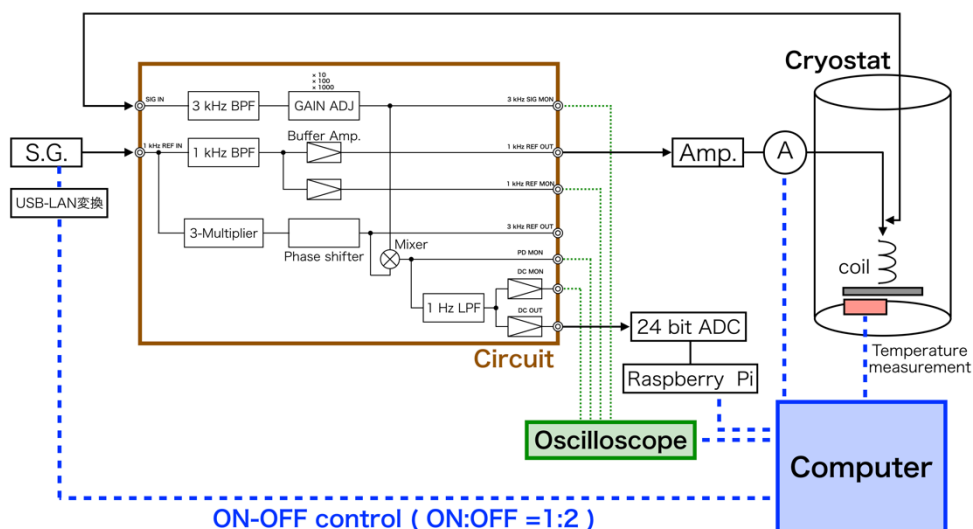 Cryostat
× 10
× 100
× 1000
SIG IN
3 kHz BPF
GAIN ADJ
3 kHz SIG MON
S.G.
1 kHz REF IN
1 kHz BPF
Buffer Amp.
1 kHz REF OUT
Amp.
A
USB-LAN変換
1 kHz REF MON
3-Multiplier
Phase shifter
3 kHz REF OUT
Mixer
PD MON
coil
DC MON
1 Hz LPF
DC OUT
24 bit ADC
Circuit
Temperature
measurement
Raspberry Pi
Oscilloscope
Computer
ON-OFF control ( ON:OFF =1:2 )